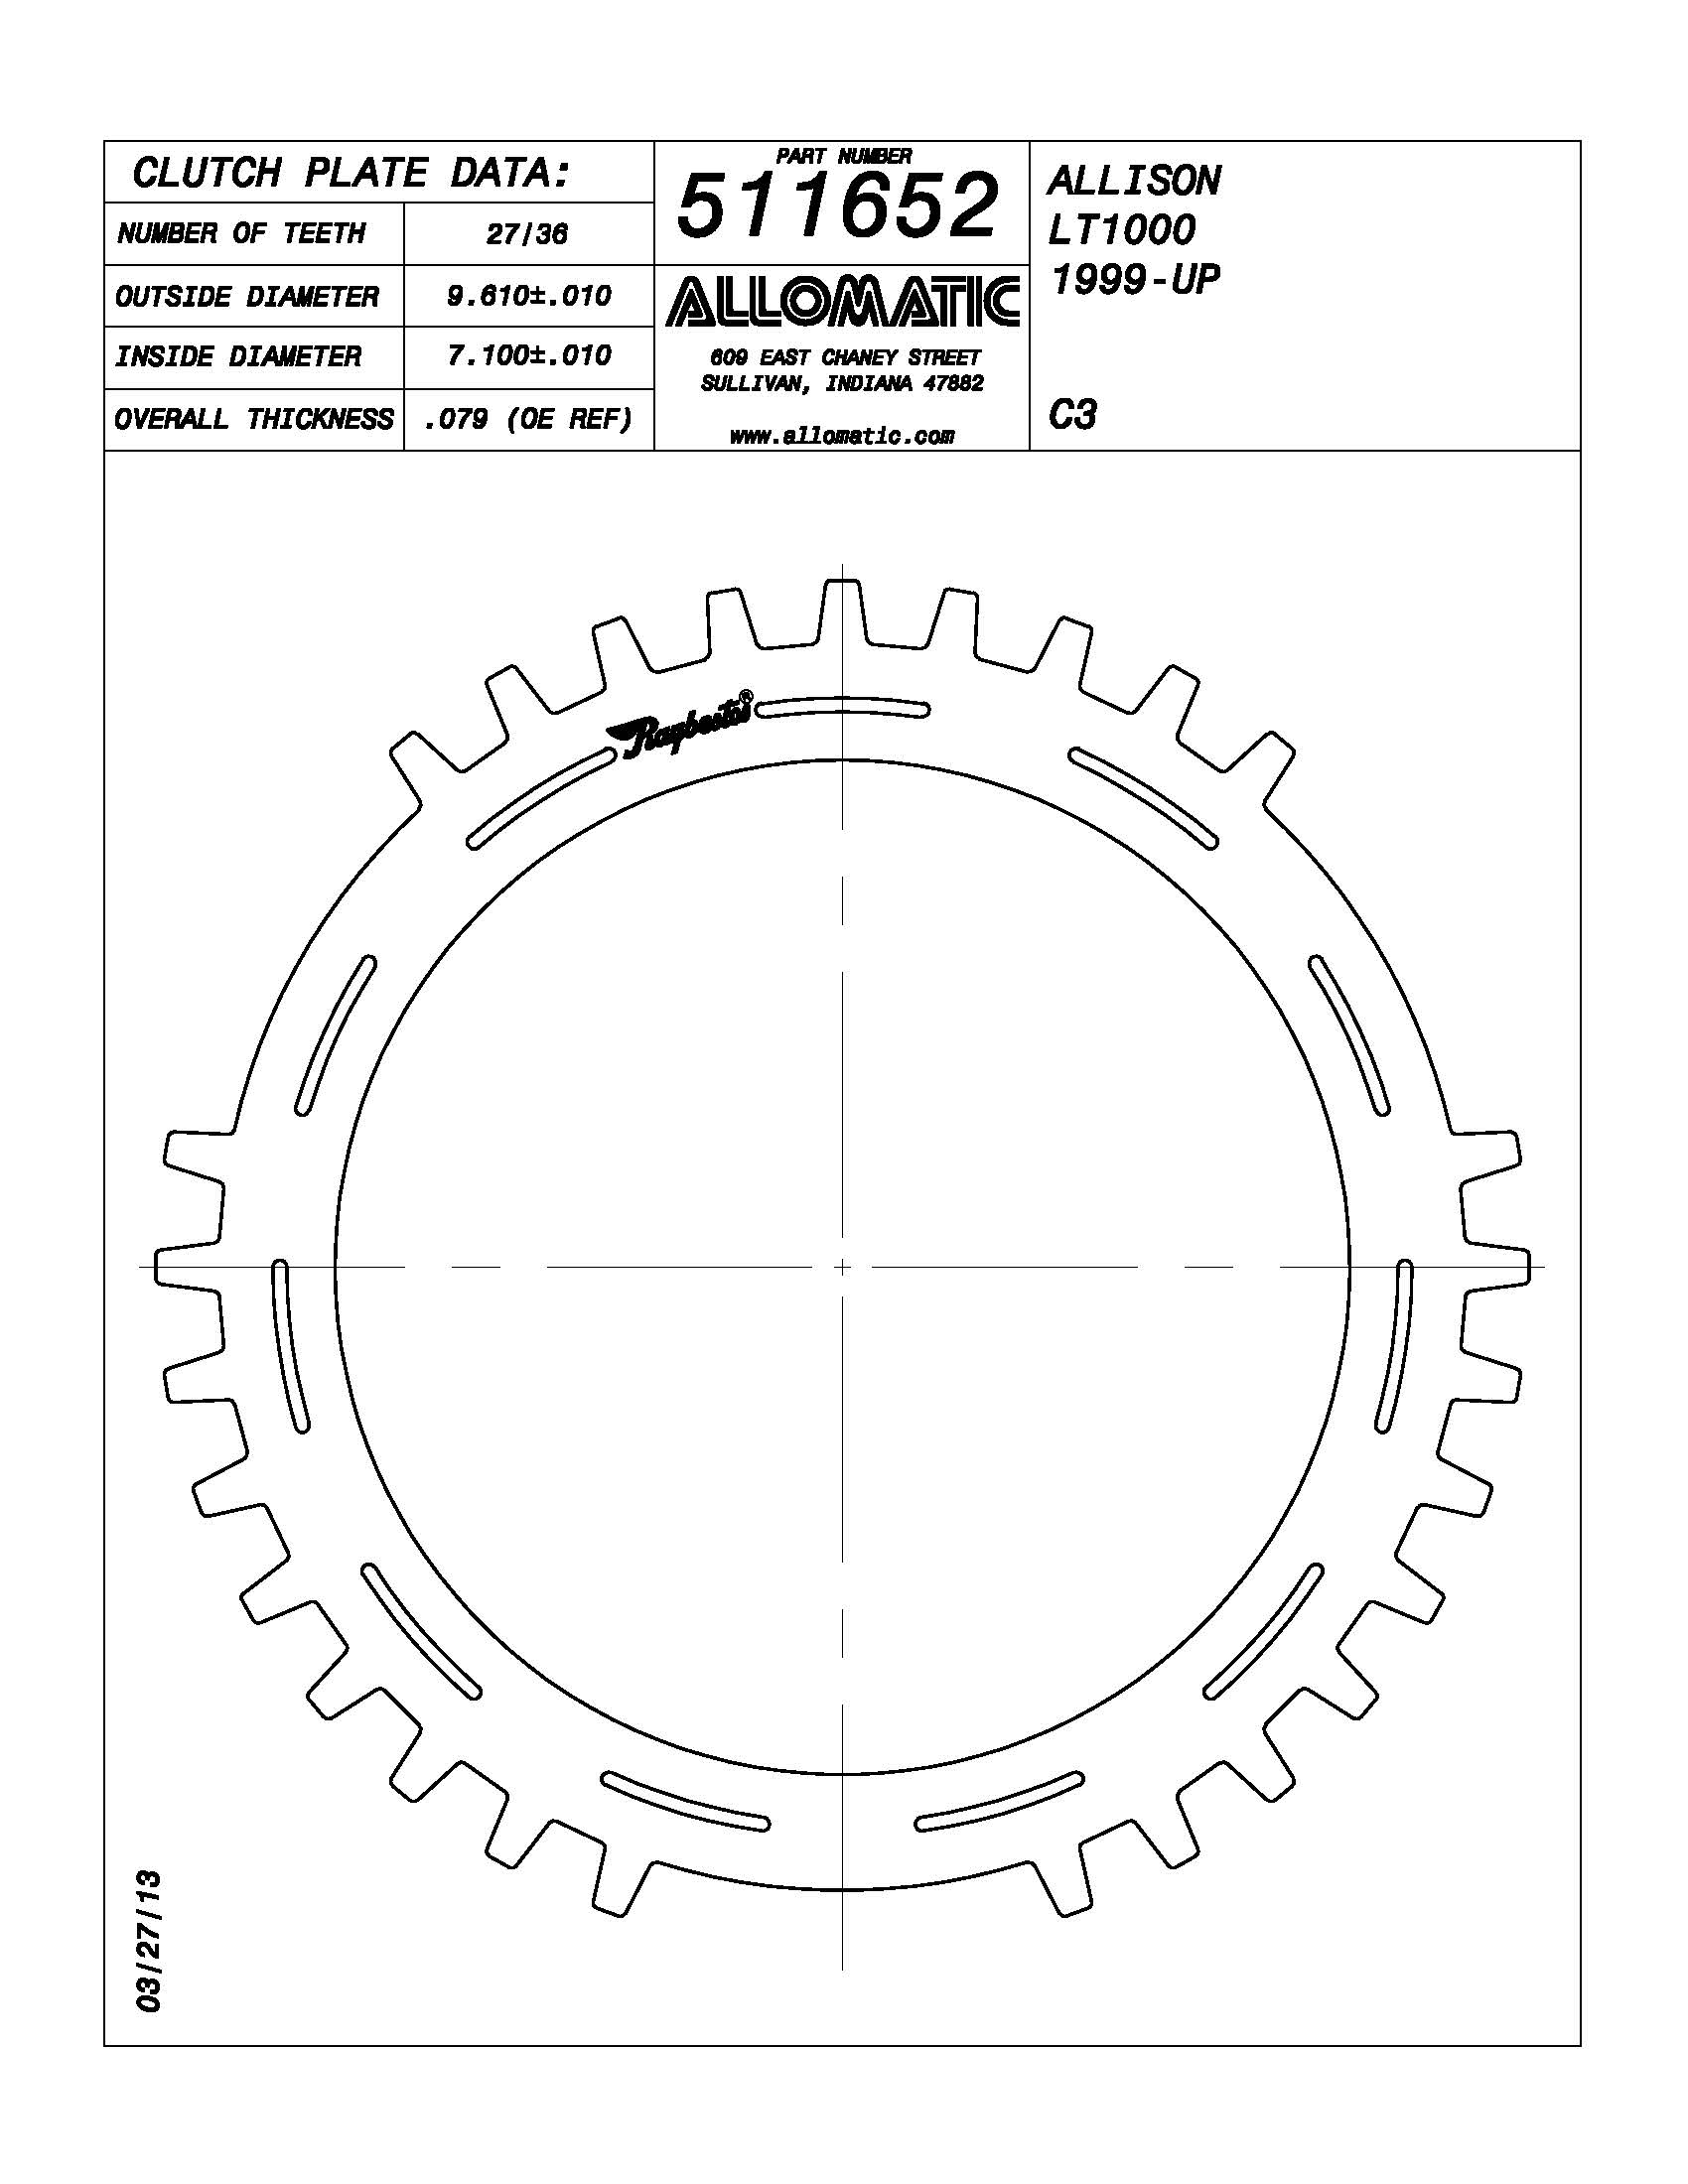 CLUTCH PLATE DATA:
NUMBER OF TEETH 27/36
OUTSIDE DIAMETER 9.610±.010
INSIDE DIAMETER 7.100±.010
OVERALL THICKNESS .079 (OE REF)
PART NUMBER
511652
ALLOMATIC
609 EAST CHANEY STREET
SULLIVAN, INDIANA 47882
www.allomatic.com
ALLISON
LT1000
1999-UP
C3
Raybestos®
03/27/13